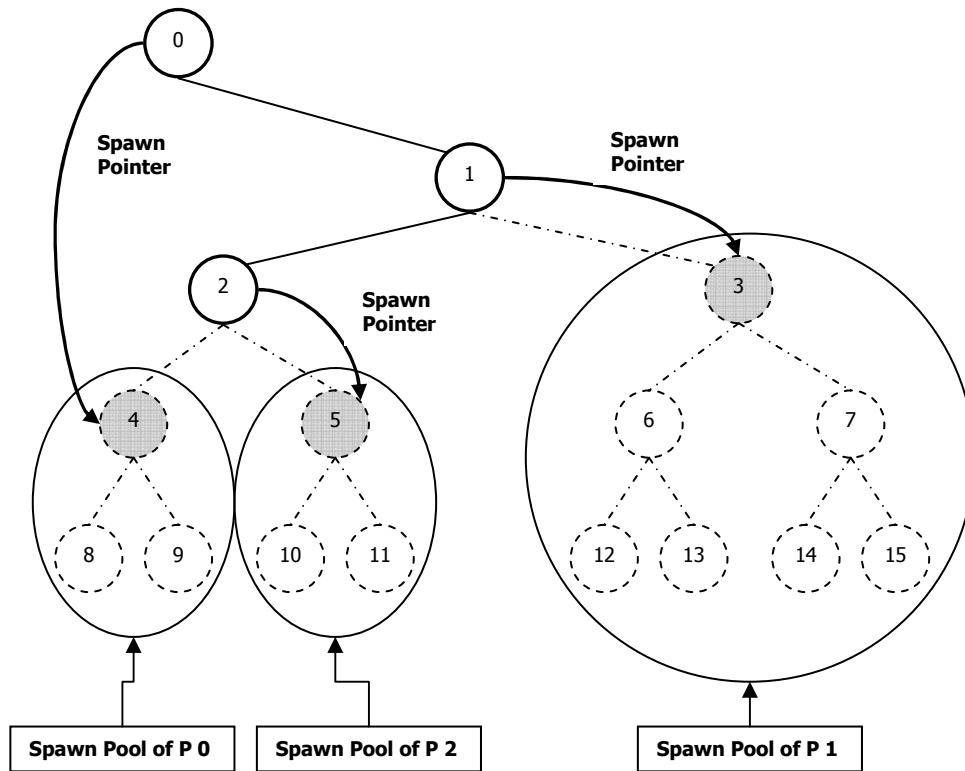 0
Spawn
Pointer
1
Spawn
Pointer
2
Spawn
Pointer
3
4
5
6
7
8
9
10
11
12
13
14
15
Spawn Pool of P 0
Spawn Pool of P 2
Spawn Pool of P 1